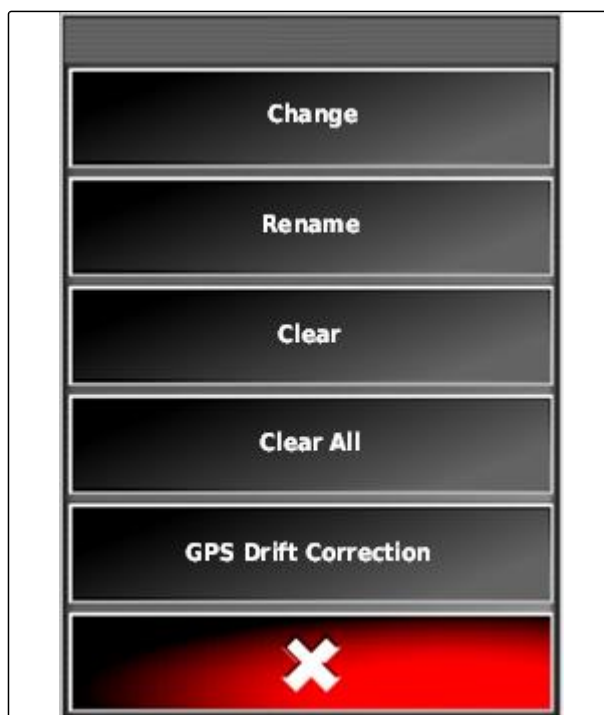 Change
Rename
Clear
Clear All
GPS Drift Correction